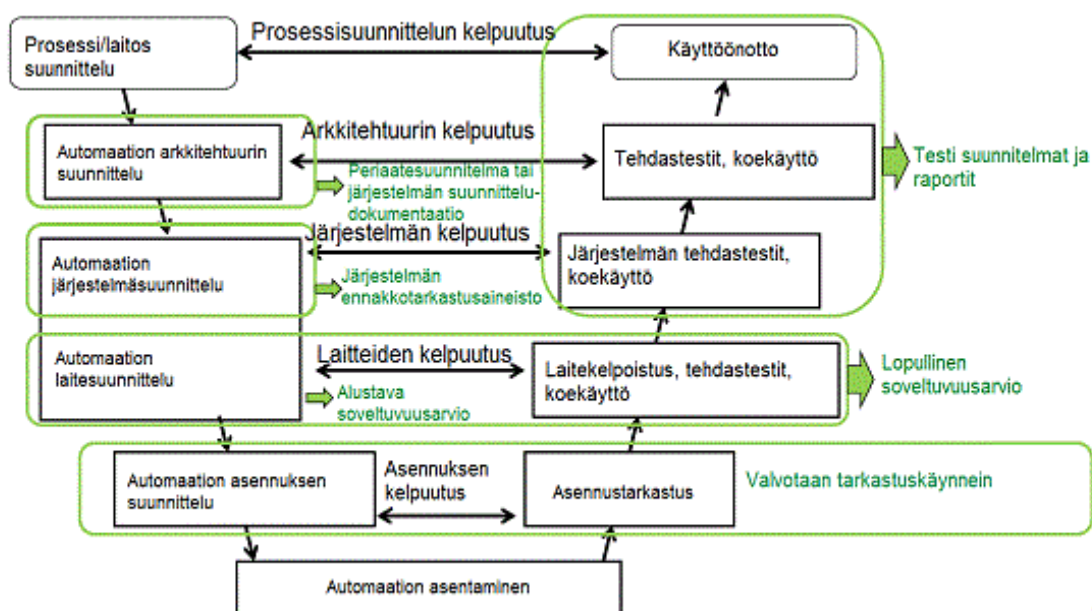 Prosessi/laitos
suunnittelu
Prosessisuunnittelun kelpuutus
Käyttöönotto
Automaation arkkitehtuurin
suunnittelu
Arkkitehtuurin kelpuutus
Tehdastestit, koekäyttö
Testi suunnitelmat ja
raportit
Periaatesuunnitelma tai
järjestelmän suunnittelu-
dokumentaatio
Automaation
järjestelmäsuunnittelu
Järjestelmän kelpuutus
Järjestelmän tehdastestit,
koekäyttö
Järjestelmän
ennakkotarkastusaineisto
Automaation
laitesuunnittelu
Laitteiden kelpuutus
Laitekelpoistus, tehdastestit,
koekäyttö
Lopullinen
soveltuvuusarvio
Alustava
soveltuvuusarvio
Automaation asennuksen
suunnittelu
Asennuksen
kelpuutus
Asennustarkastus
Valvotaan tarkastuskäynnein
Automaation asentaminen